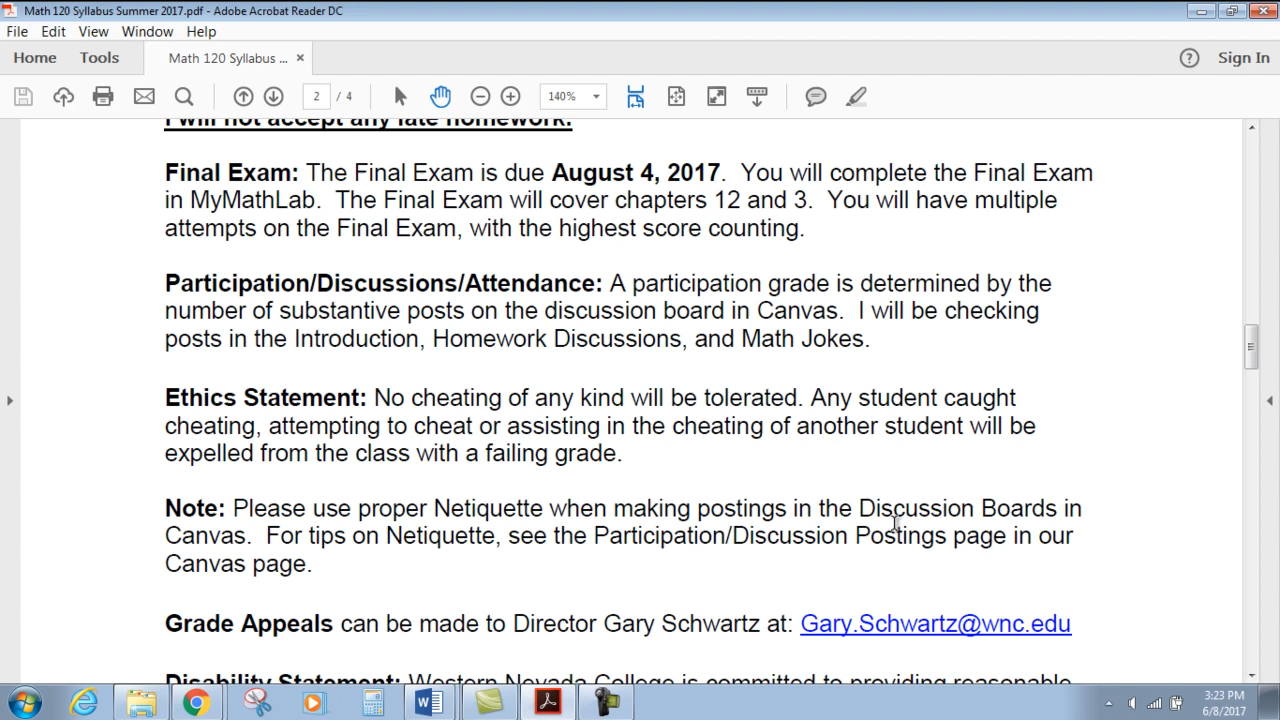 Math 120 Syllabus Summer 2017.pdf - Adobe Acrobat Reader DC
File Edit View Window Help
Home Tools Math 120 Syllabus ... × Sign In
2 / 4 140%
I will not accept any late homework.
Final Exam: The Final Exam is due August 4, 2017. You will complete the Final Exam
in MyMathLab. The Final Exam will cover chapters 12 and 3. You will have multiple
attempts on the Final Exam, with the highest score counting.
Participation/Discussions/Attendance: A participation grade is determined by the
number of substantive posts on the discussion board in Canvas. I will be checking
posts in the Introduction, Homework Discussions, and Math Jokes.
Ethics Statement: No cheating of any kind will be tolerated. Any student caught
cheating, attempting to cheat or assisting in the cheating of another student will be
expelled from the class with a failing grade.
Note: Please use proper Netiquette when making postings in the Discussion Boards in
Canvas. For tips on Netiquette, see the Participation/Discussion Postings page in our
Canvas page.
Grade Appeals can be made to Director Gary Schwartz at: Gary.Schwartz@wnc.edu
Disability Statement: Western Nevada College is committed to providing reasonable
3:23 PM
6/8/2017